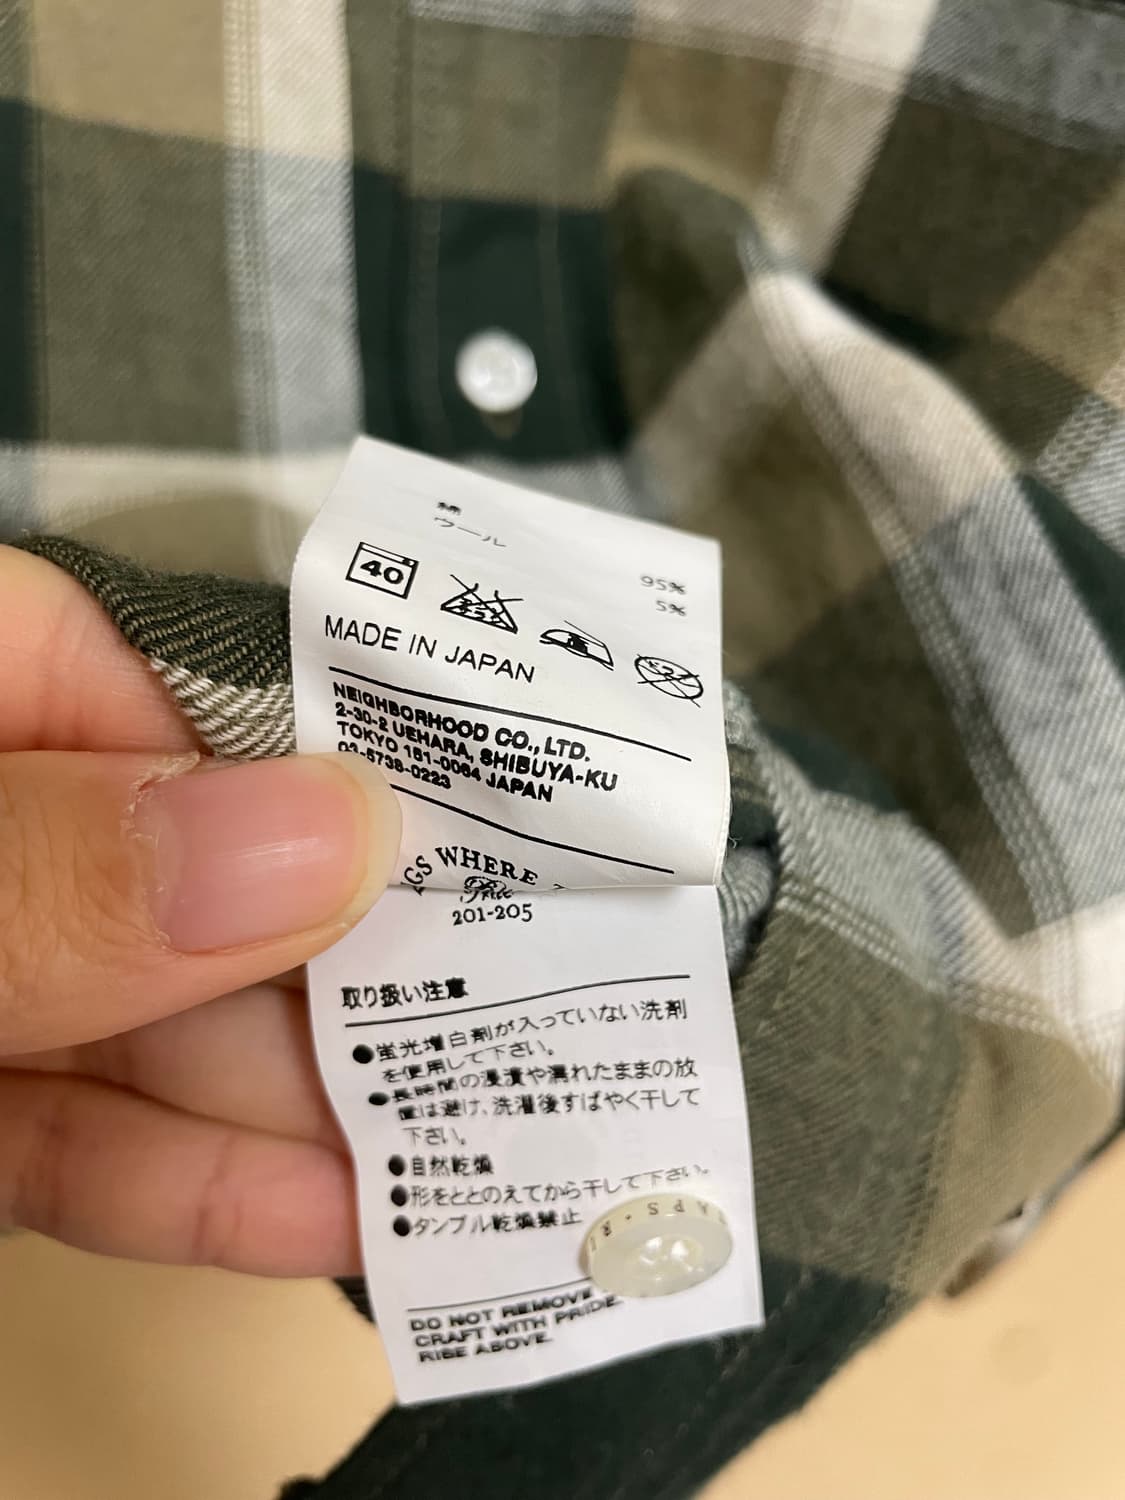 綿
ウール
95%
5%
40
MADE IN JAPAN
NEIGHBORHOOD CO., LTD.
2-30-2 UEHARA, SHIBUYA-KU
TOKYO 151-0064 JAPAN
03-5738-0223
GS WHERE
201-205
取り扱い注意
●蛍光増白剤が入っていない洗剤
を使用して下さい。
●長時間の浸漬や濡れたままの放
置は避け、洗濯後すばやく干して
下さい。
●自然乾燥
●形をととのえてから干して下さい。
●タンブル乾燥禁止
TAPS · RE
DO NOT REMOVE
CRAFT WITH PRIDE
RISE ABOVE.